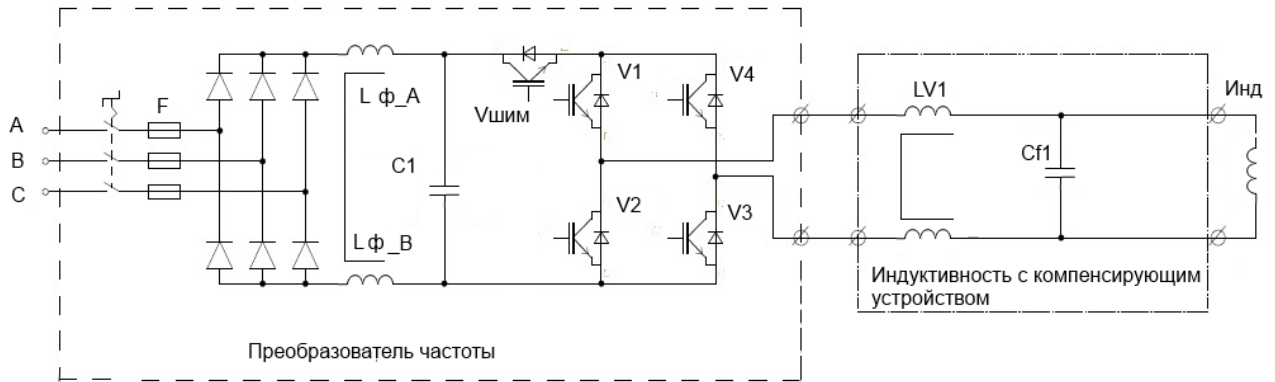 A
B
C
F
L ф_A
L ф_B
C1
Vшим
V1
V4
V2
V3
LV1
Cf1
Инд
Индуктивность с компенсирующим
устройством
Преобразователь частоты